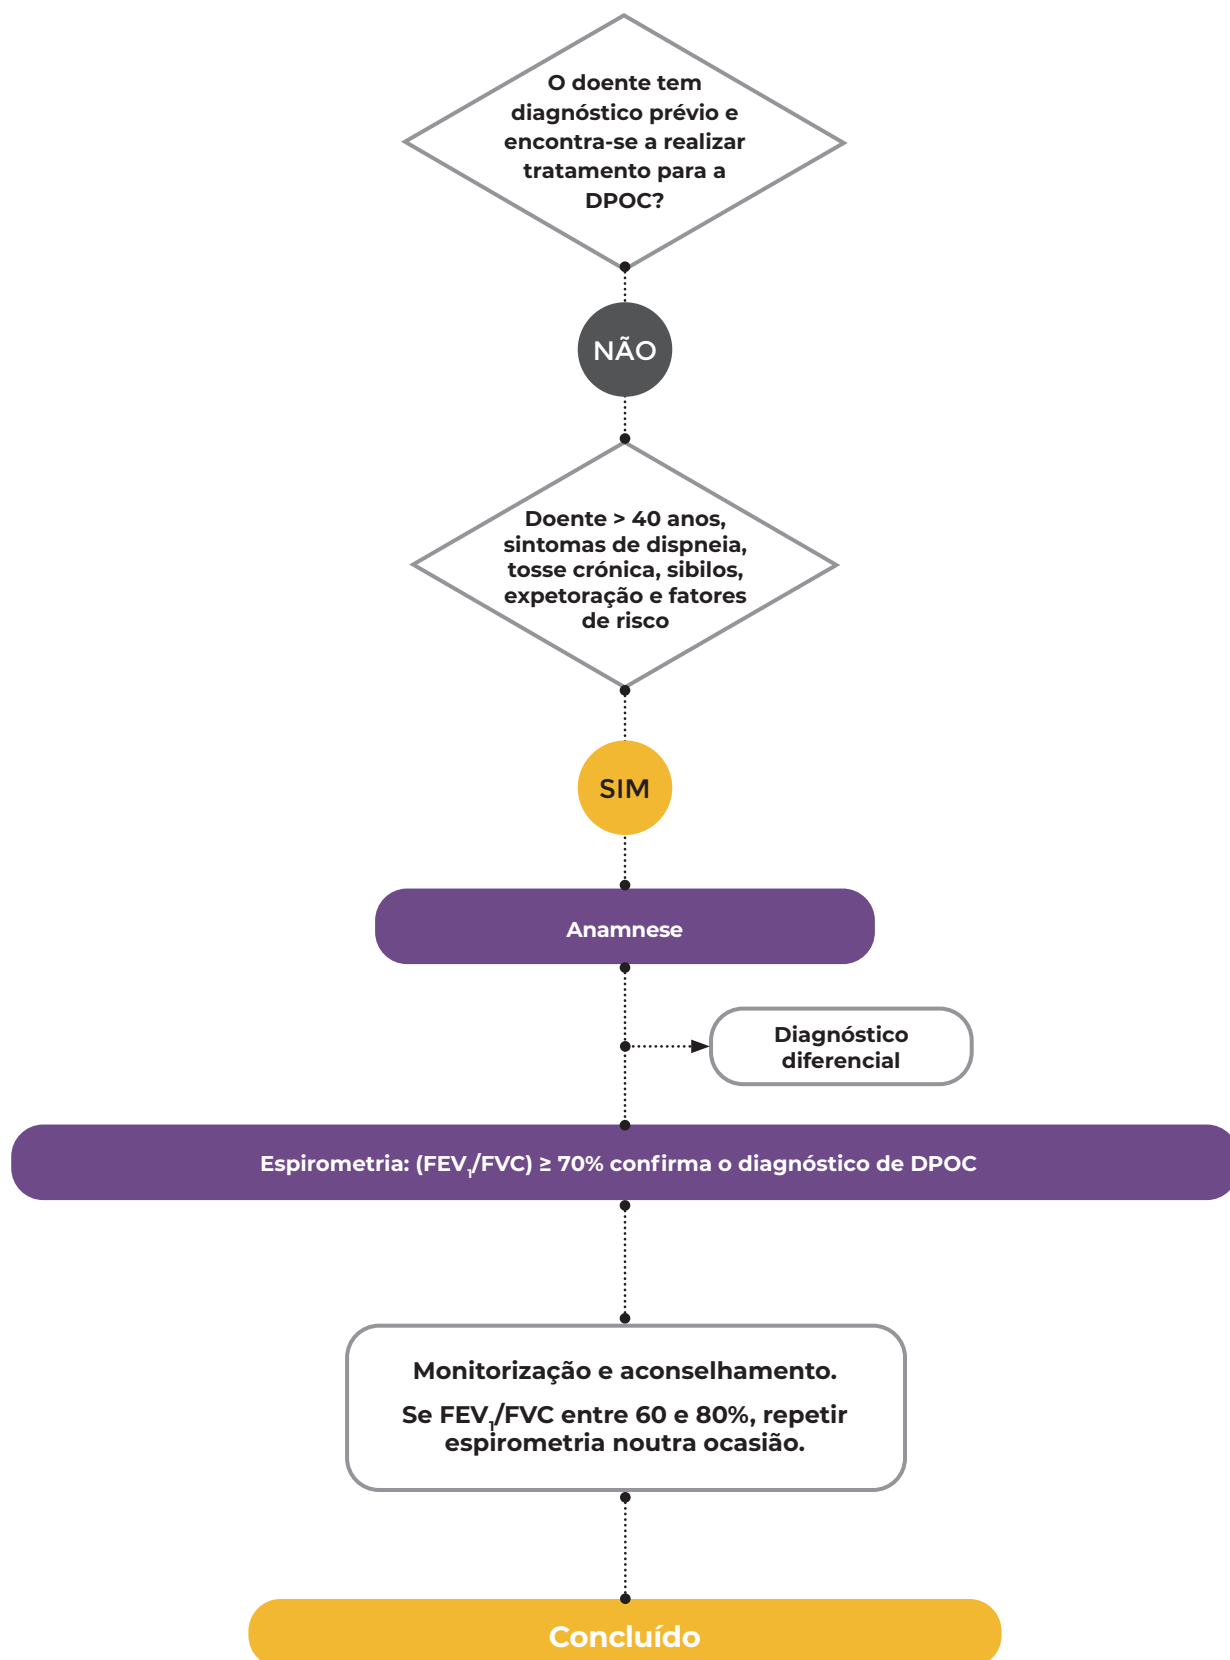 O doente tem
diagnóstico prévio e
encontra-se a realizar
tratamento para a
DPOC?
NÃO
Doente > 40 anos,
sintomas de dispneia,
tosse crónica, sibilos,
expetoração e fatores
de risco
SIM
Anamnese
Diagnóstico
diferencial
Espirometria: (FEV₁/FVC) ≥ 70% confirma o diagnóstico de DPOC
Monitorização e aconselhamento.
Se FEV₁/FVC entre 60 e 80%, repetir
espirometria noutra ocasião.
Concluído